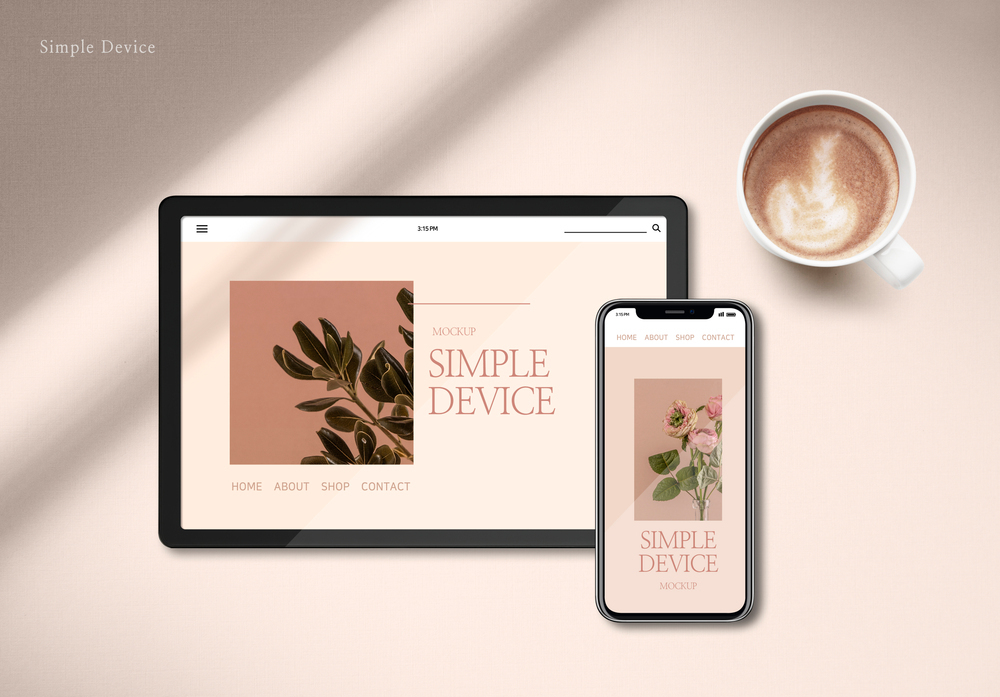 Simple Device
3:15 PM
MOCKUP
SIMPLE
DEVICE
HOME ABOUT SHOP CONTACT
3:15 PM
HOME ABOUT SHOP CONTACT
SIMPLE
DEVICE
MOCKUP